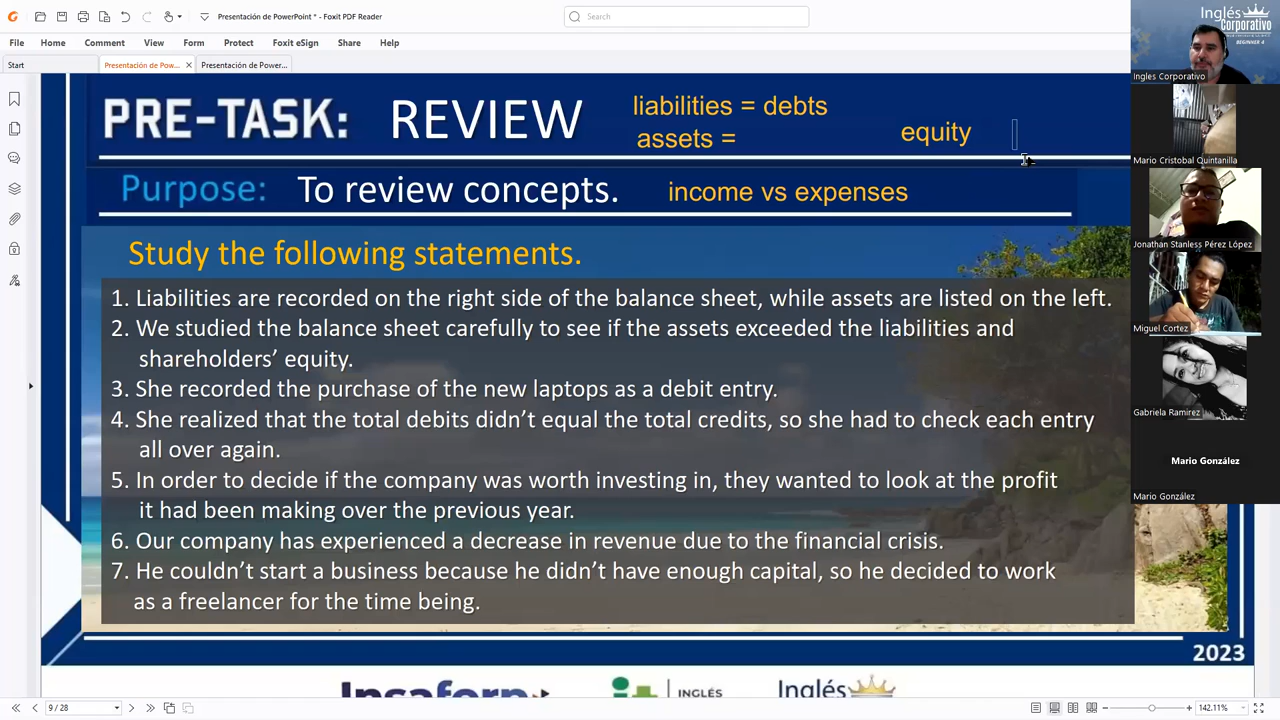 Presentación de PowerPoint * - Foxit PDF Reader
Search
File Home Comment View Form Protect Foxit eSign Share Help
Start
Presentación de Pow...
Presentación de Power...
PRE-TASK: REVIEW
liabilities = debts
assets =
equity
Purpose: To review concepts.
income vs expenses
Study the following statements.
1. Liabilities are recorded on the right side of the balance sheet, while assets are listed on the left.
2. We studied the balance sheet carefully to see if the assets exceeded the liabilities and
shareholders’ equity.
3. She recorded the purchase of the new laptops as a debit entry.
4. She realized that the total debits didn’t equal the total credits, so she had to check each entry
all over again.
5. In order to decide if the company was worth investing in, they wanted to look at the profit
it had been making over the previous year.
6. Our company has experienced a decrease in revenue due to the financial crisis.
7. He couldn’t start a business because he didn’t have enough capital, so he decided to work
as a freelancer for the time being.
2023
Insaforp
INGLÉS
Inglés
9 / 28
142.11%
Inglés
Corporativo
BEGINNER 4
Ingles Corporativo
Mario Cristobal Quintanilla
Jonathan Stanless Pérez López
Miguel Cortez
Gabriela Ramirez
Mario González
Mario González